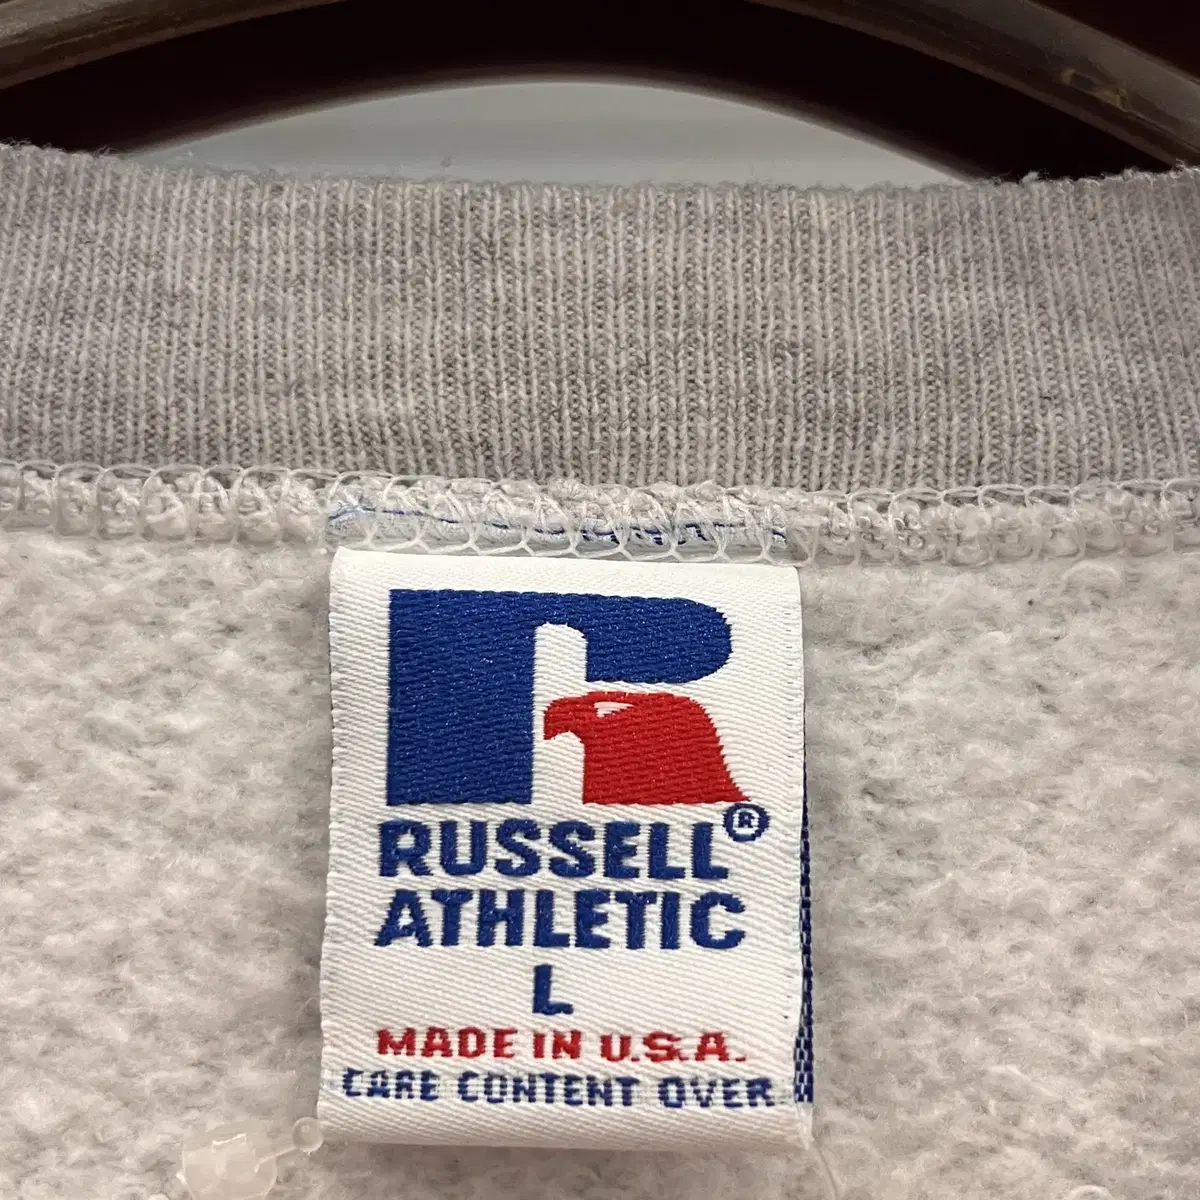 R
RUSSELL®
ATHLETIC
L
MADE IN U.S.A.
CARE CONTENT OVER